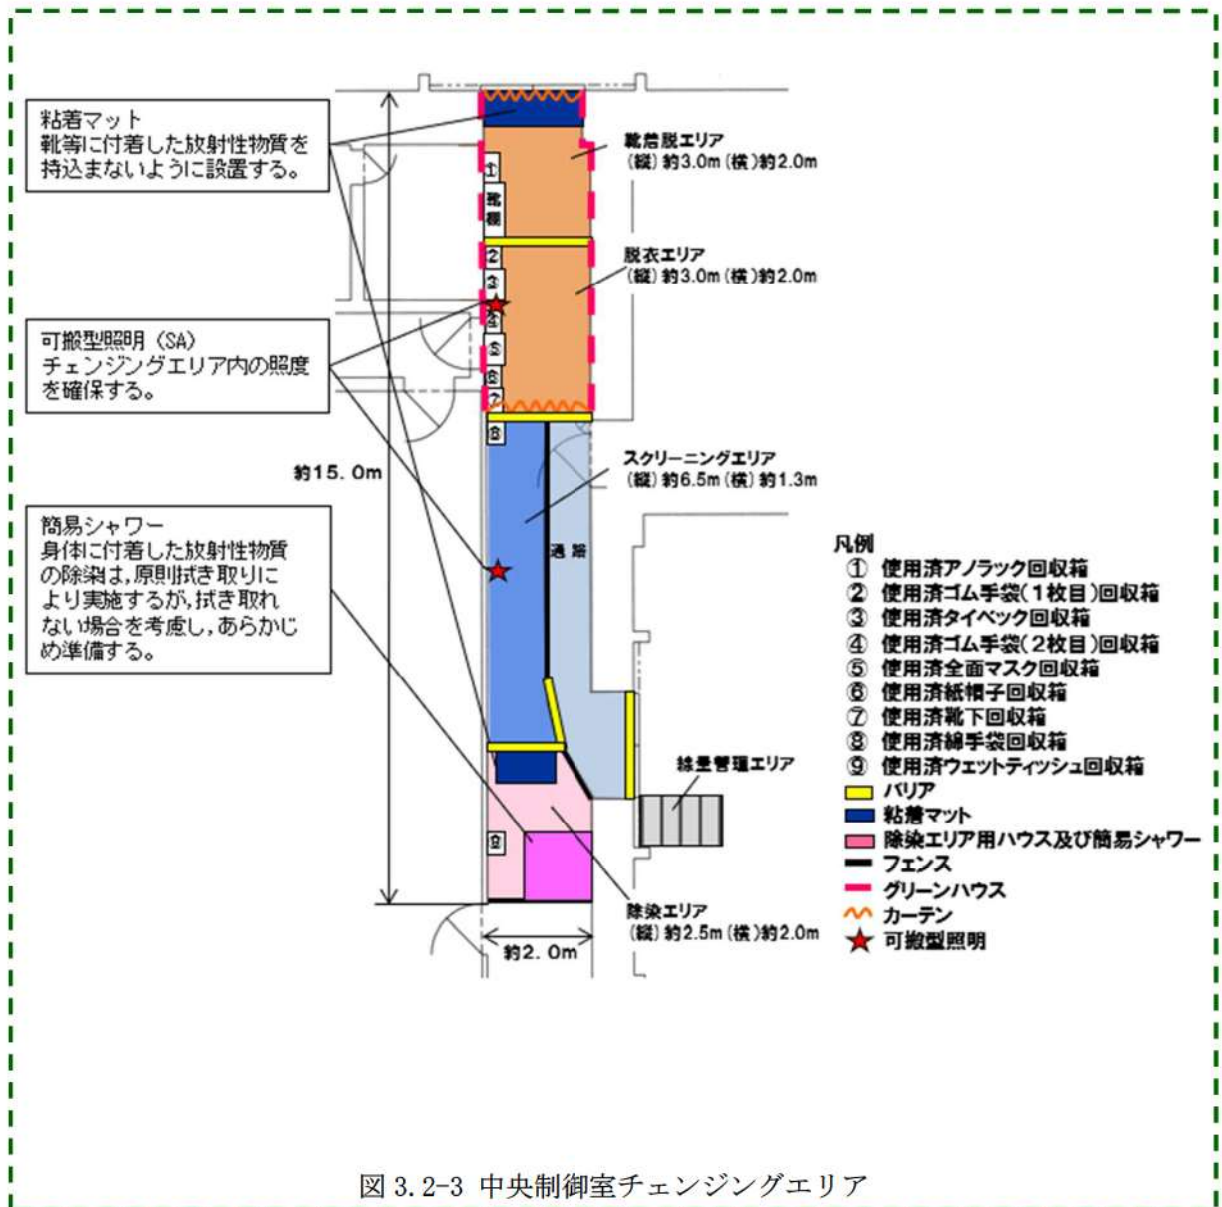 粘着マット
靴等に付着した放射性物質を
持込まないように設置する。
靴着脱エリア
(縦)約3.0m(横)約2.0m
①
靴
棚
②
脱衣エリア
(縦)約3.0m(横)約2.0m
③
④
可搬型照明（SA）
チェンジングエリア内の照度
を確保する。
⑤
⑥
⑦
⑧
約15.0m
スクリーニングエリア
(縦)約6.5m(横)約1.3m
簡易シャワー
身体に付着した放射性物質
の除染は,原則拭き取りに
より実施するが,拭き取れ
ない場合を考慮し,あらかじ
め準備する。
通路
線量管理エリア
⑨
除染エリア
(縦)約2.5m(横)約2.0m
約2.0m
凡例
① 使用済アノラック回収箱
② 使用済ゴム手袋(1枚目)回収箱
③ 使用済タイベック回収箱
④ 使用済ゴム手袋(2枚目)回収箱
⑤ 使用済全面マスク回収箱
⑥ 使用済紙帽子回収箱
⑦ 使用済靴下回収箱
⑧ 使用済綿手袋回収箱
⑨ 使用済ウェットティッシュ回収箱
バリア
粘着マット
除染エリア用ハウス及び簡易シャワー
フェンス
グリーンハウス
カーテン
可搬型照明
図 3.2-3 中央制御室チェンジングエリア